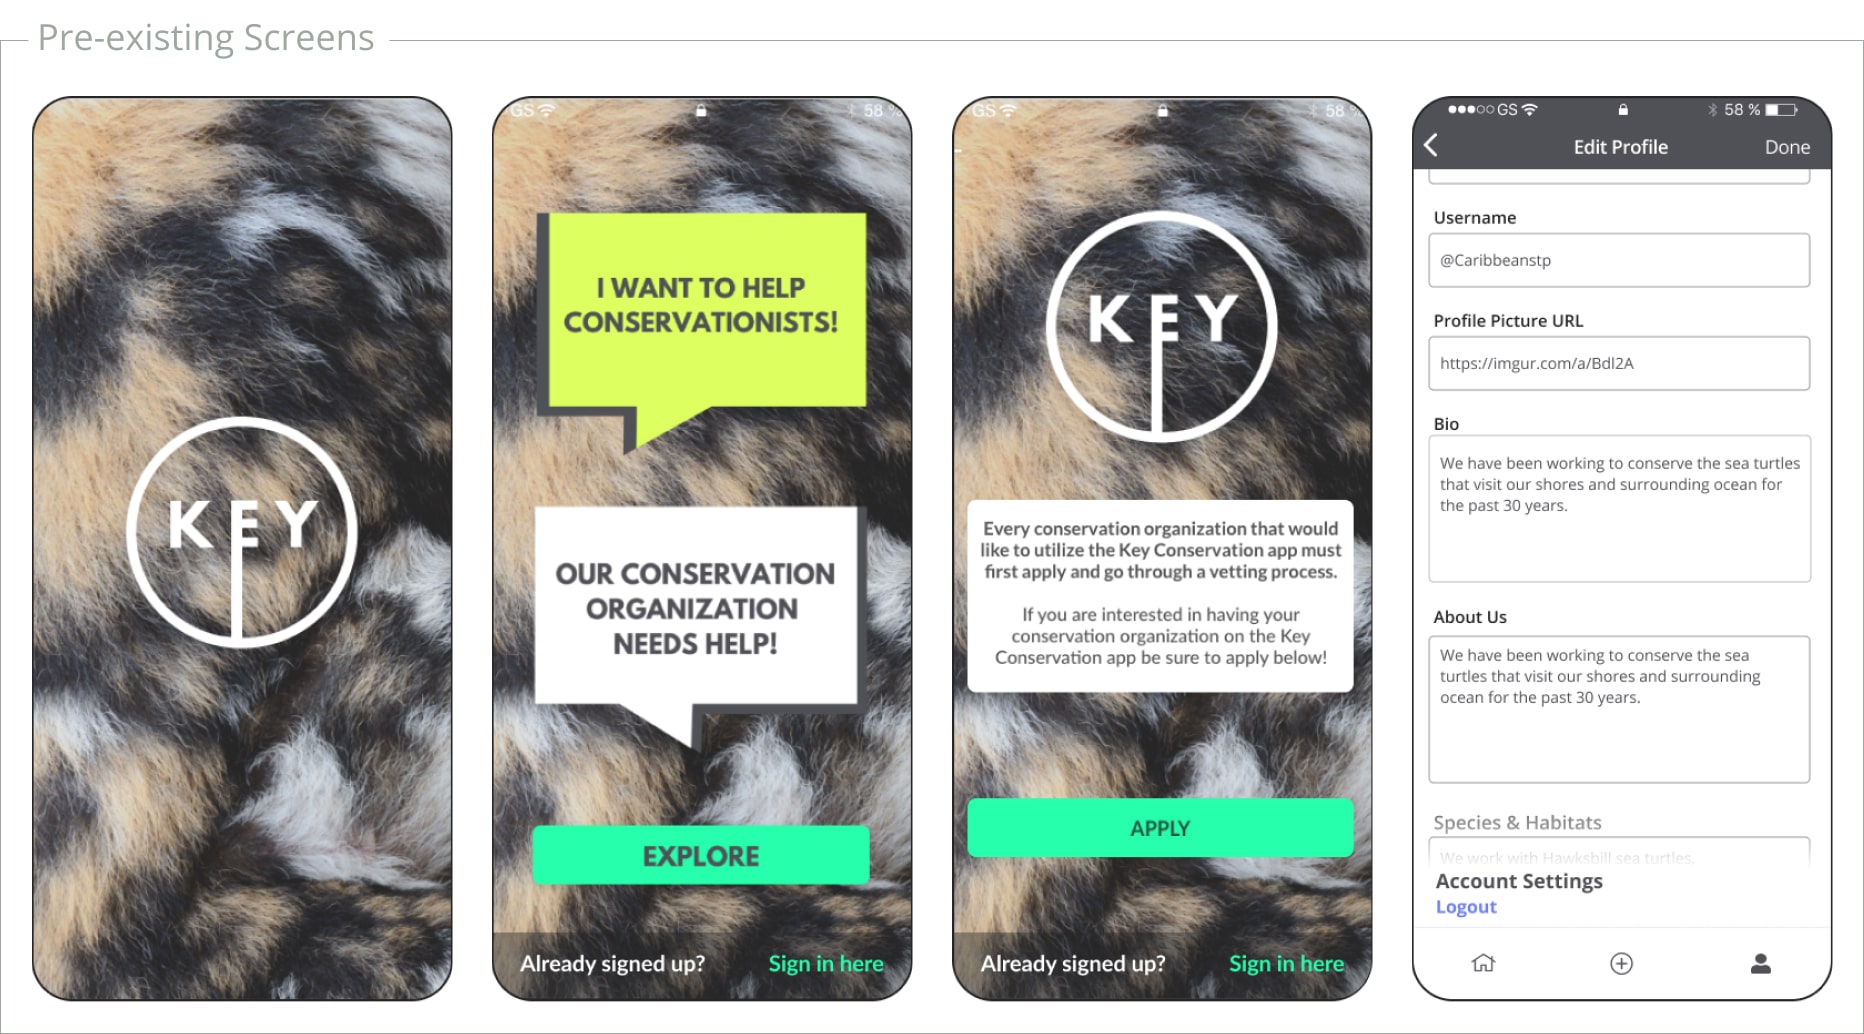 Pre-existing Screens
KEY
GS
58 %
I WANT TO HELP
CONSERVATIONISTS!
OUR CONSERVATION
ORGANIZATION
NEEDS HELP!
EXPLORE
Already signed up? Sign in here
GS
58 %
KEY
Every conservation organization that would
like to utilize the Key Conservation app must
first apply and go through a vetting process.
If you are interested in having your
conservation organization on the Key
Conservation app be sure to apply below!
APPLY
Already signed up? Sign in here
GS 58 %
Edit Profile Done
Username
@Caribbeanstp
Profile Picture URL
https://imgur.com/a/Bdl2A
Bio
We have been working to conserve the sea turtles
that visit our shores and surrounding ocean for
the past 30 years.
About Us
We have been working to conserve the sea
turtles that visit our shores and surrounding
ocean for the past 30 years.
Species & Habitats
We work with Hawksbill sea turtles.
Account Settings
Logout